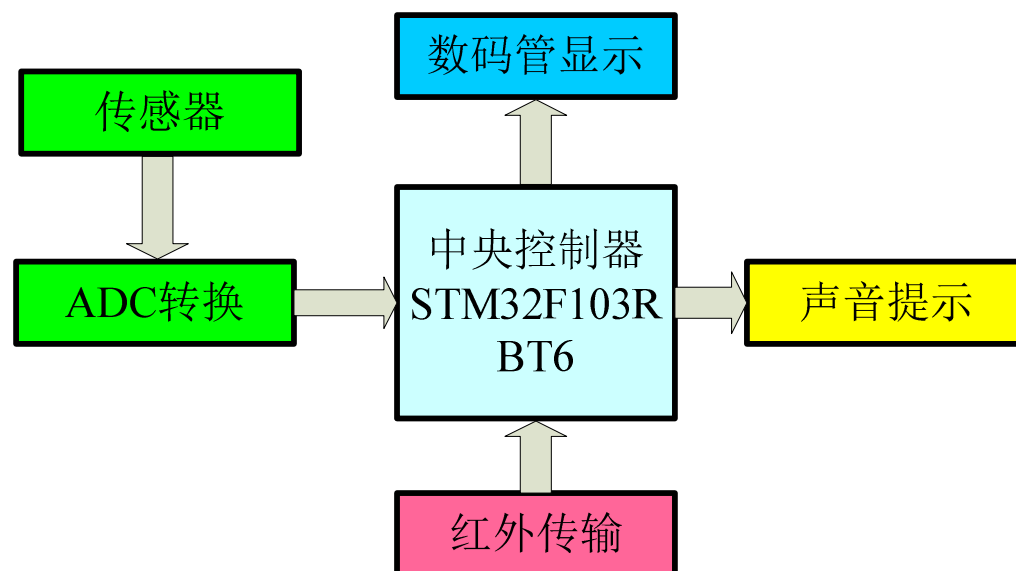 数码管显示
传感器
中央控制器
STM32F103R
BT6
ADC转换
声音提示
红外传输